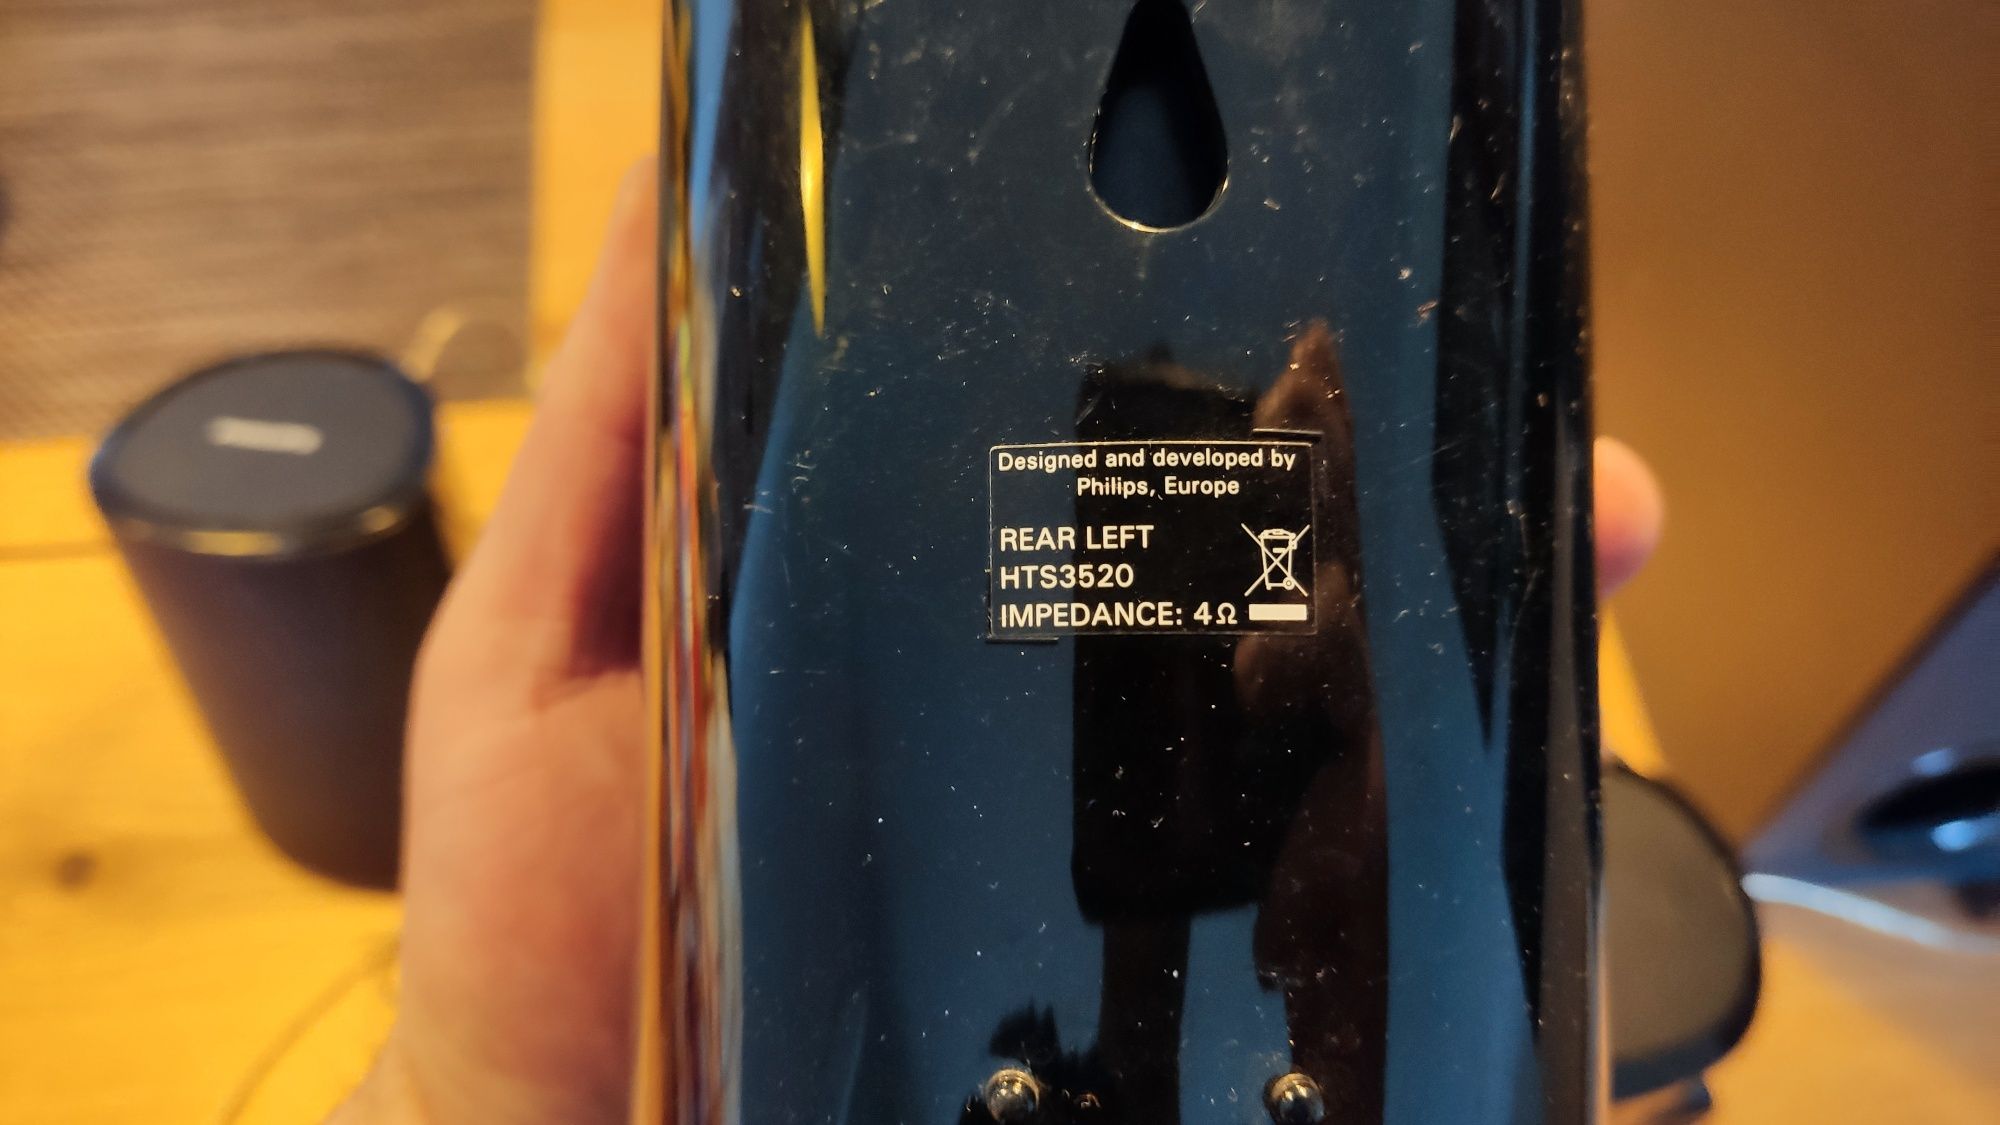 Designed and developed by
Philips, Europe
REAR LEFT
HTS3520
IMPEDANCE: 4Ω